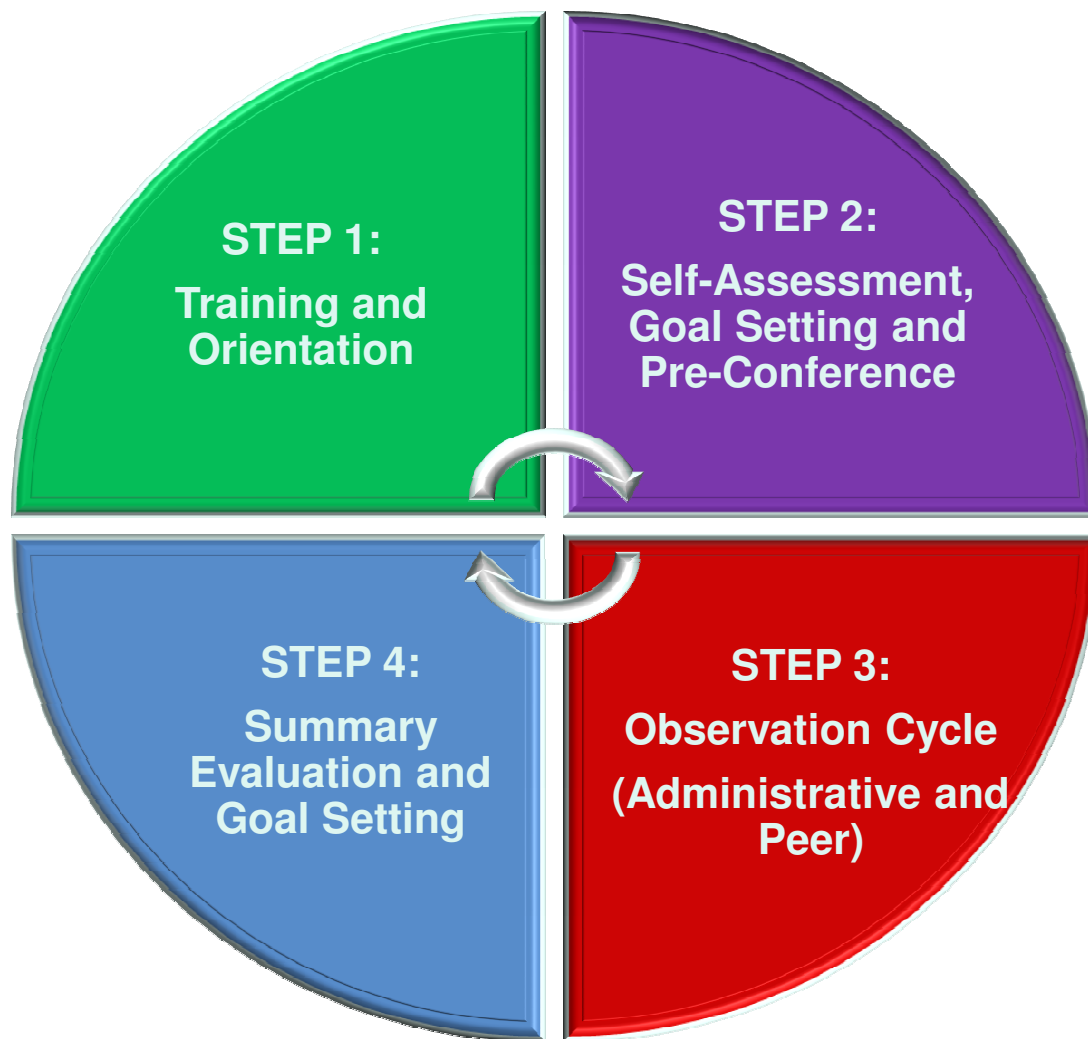 STEP 1:
Training and
Orientation
STEP 2:
Self-Assessment,
Goal Setting and
Pre-Conference
STEP 3:
Observation Cycle
(Administrative and
Peer)
STEP 4:
Summary
Evaluation and
Goal Setting